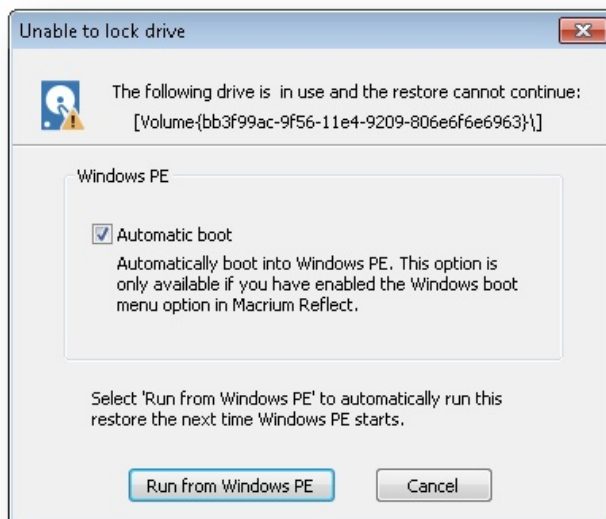 Unable to lock drive
The following drive is in use and the restore cannot continue:
[Volume{bb3f99ac-9f56-11e4-9209-806e6f6e6963}\]
Windows PE
Automatic boot
Automatically boot into Windows PE. This option is
only available if you have enabled the Windows boot
menu option in Macrium Reflect.
Select 'Run from Windows PE' to automatically run this
restore the next time Windows PE starts.
Run from Windows PE
Cancel